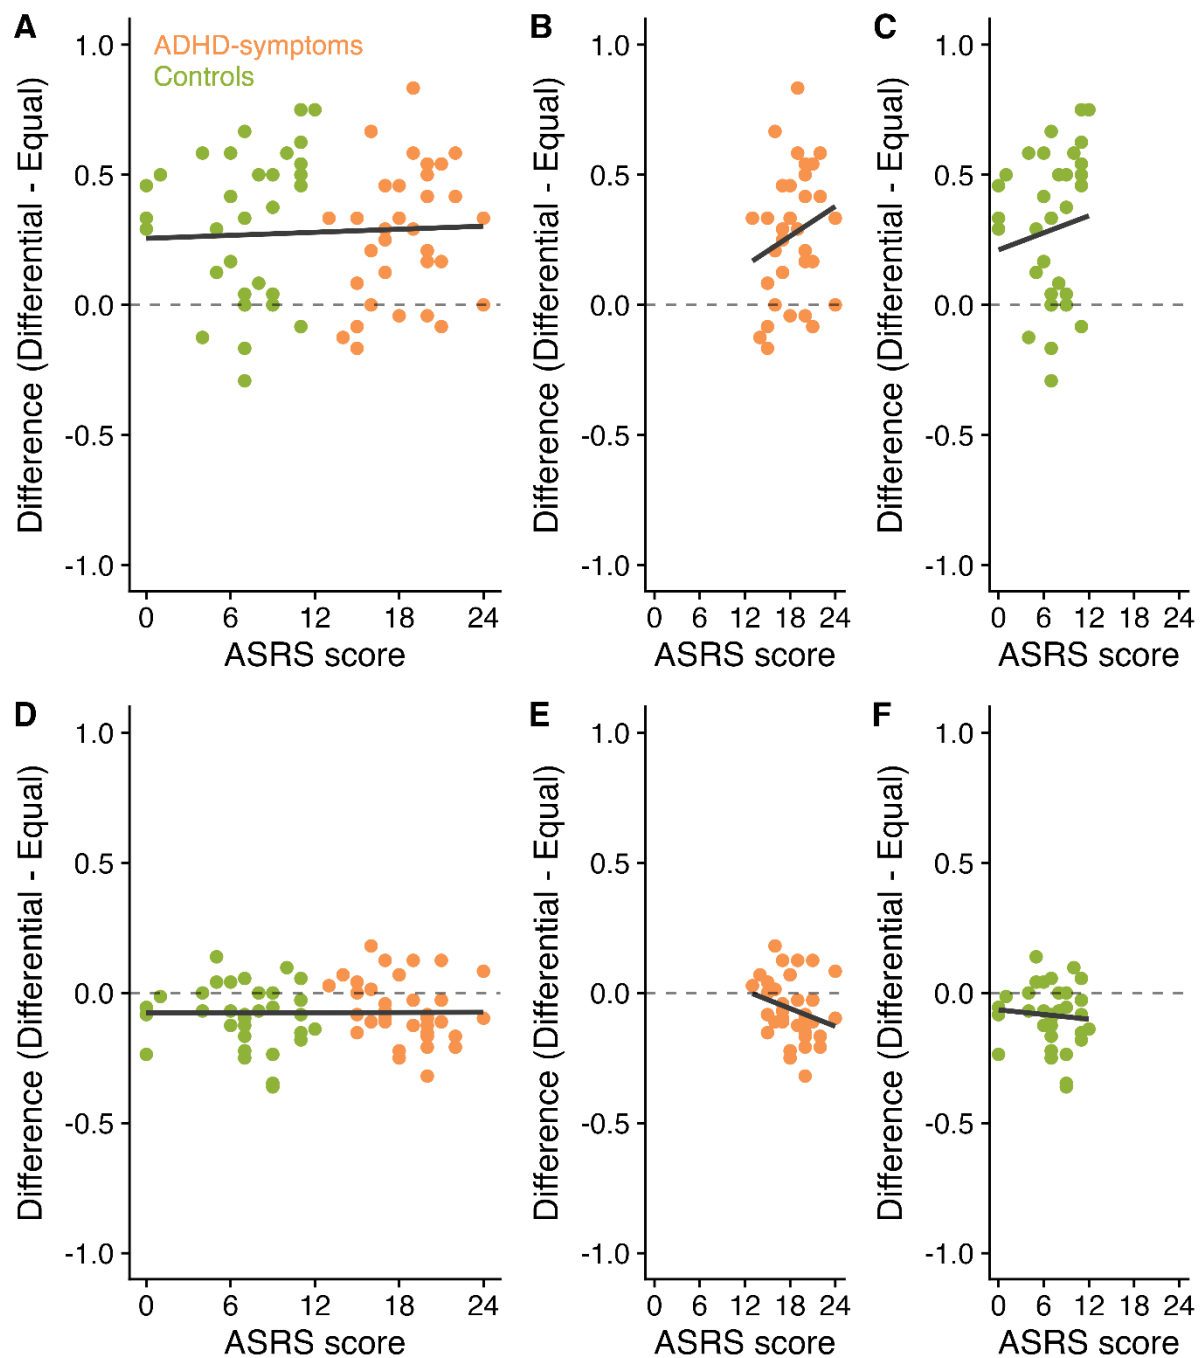 A
ADHD-symptoms
Controls
Difference (Differential - Equal)
1.0
0.5
0.0
-0.5
-1.0
0 6 12 18 24
ASRS score
B
Difference (Differential - Equal)
1.0
0.5
0.0
-0.5
-1.0
0 6 12 18 24
ASRS score
C
Difference (Differential - Equal)
1.0
0.5
0.0
-0.5
-1.0
0 6 12 18 24
ASRS score
D
Difference (Differential - Equal)
1.0
0.5
0.0
-0.5
-1.0
0 6 12 18 24
ASRS score
E
Difference (Differential - Equal)
1.0
0.5
0.0
-0.5
-1.0
0 6 12 18 24
ASRS score
F
Difference (Differential - Equal)
1.0
0.5
0.0
-0.5
-1.0
0 6 12 18 24
ASRS score